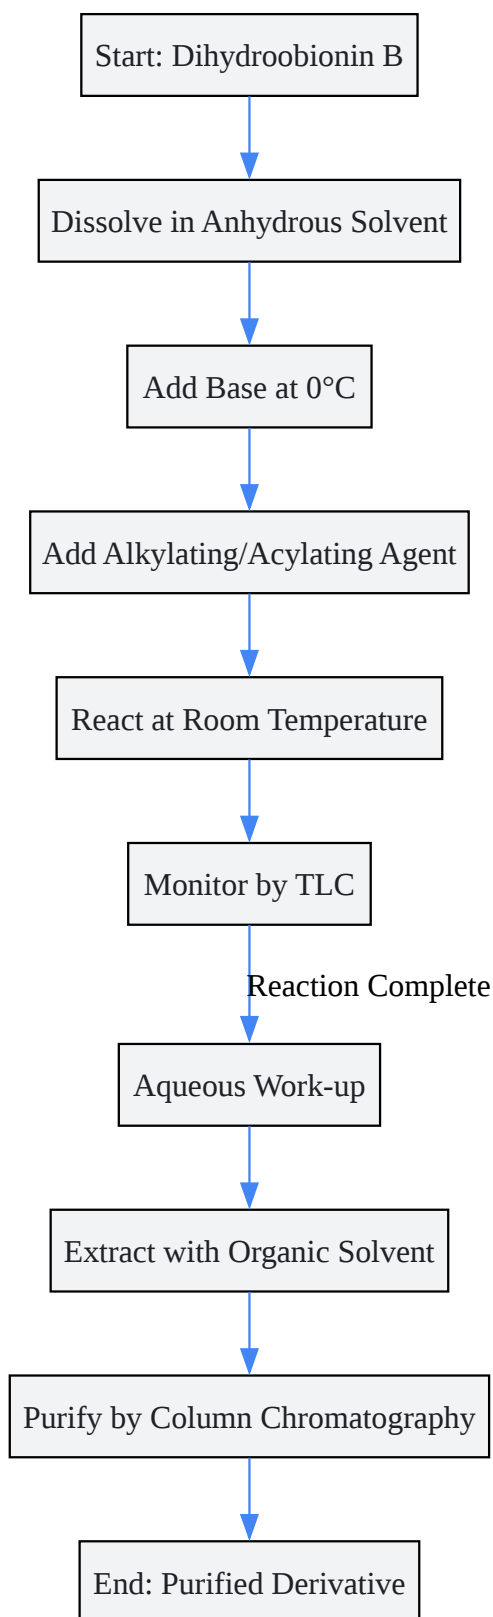 Start: Dihydroobionin B
Dissolve in Anhydrous Solvent
Add Base at 0°C
Add Alkylating/Acylating Agent
React at Room Temperature
Monitor by TLC
Reaction Complete
Aqueous Work-up
Extract with Organic Solvent
Purify by Column Chromatography
End: Purified Derivative